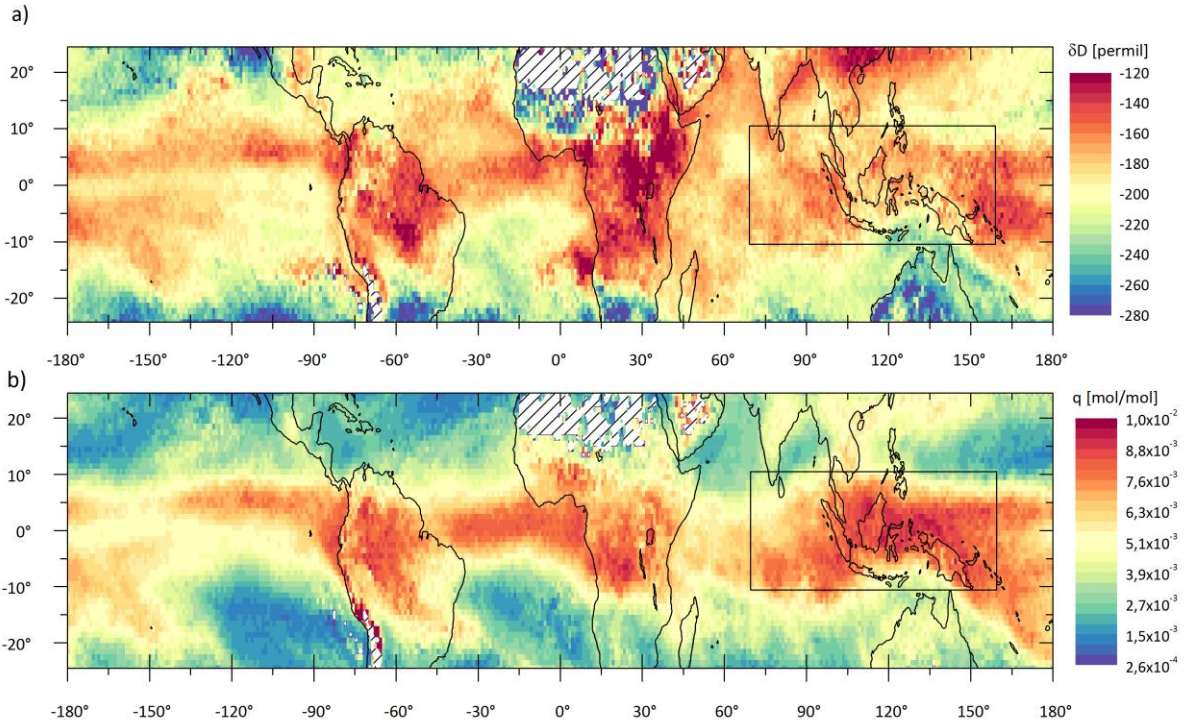 a)
δD [permil]
20°
10°
0°
-10°
-20°
-120
-140
-160
-180
-200
-220
-240
-260
-280
-180° -150° -120° -90° -60° -30° 0° 30° 60° 90° 120° 150° 180°
b)
q [mol/mol]
20°
10°
0°
-10°
-20°
1,0x10⁻²
8,8x10⁻³
7,6x10⁻³
6,3x10⁻³
5,1x10⁻³
3,9x10⁻³
2,7x10⁻³
1,5x10⁻³
2,6x10⁻⁴
-180° -150° -120° -90° -60° -30° 0° 30° 60° 90° 120° 150° 180°